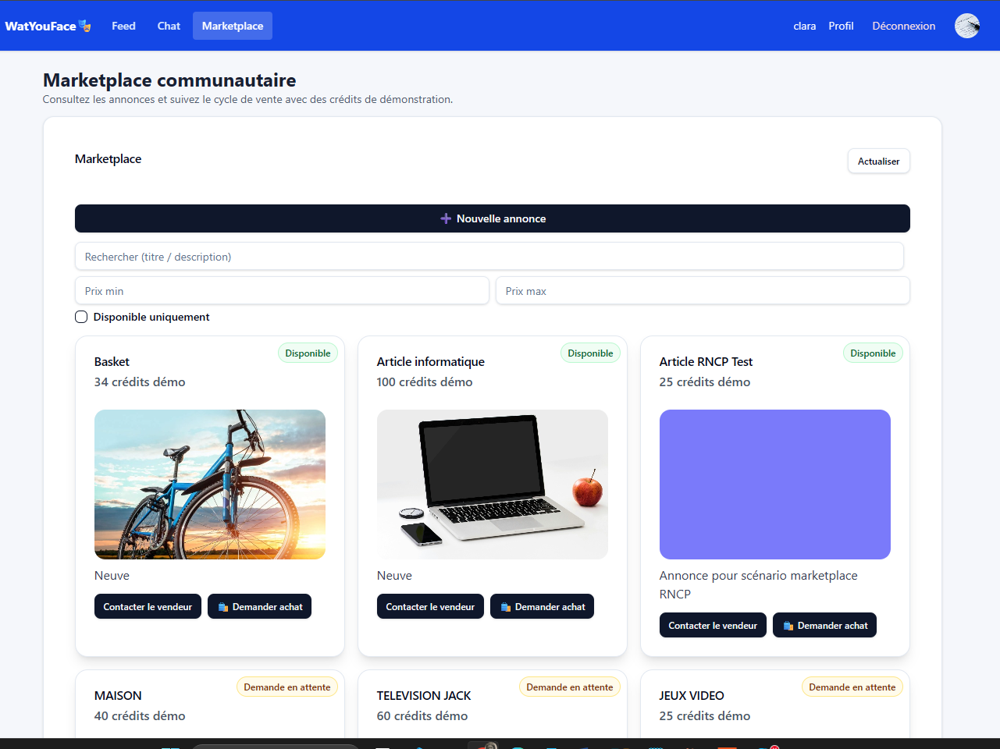 WatYouFace
Feed
Chat
Marketplace
clara
Profil
Déconnexion
Marketplace communautaire
Consultez les annonces et suivez le cycle de vente avec des crédits de démonstration.
Marketplace
Actualiser
Nouvelle annonce
Rechercher (titre / description)
Prix min
Prix max
Disponible uniquement
Basket
Disponible
34 crédits démo
Neuve
Contacter le vendeur
Demander achat
Article informatique
Disponible
100 crédits démo
Neuve
Contacter le vendeur
Demander achat
Article RNCP Test
Disponible
25 crédits démo
Annonce pour scénario marketplace
RNCP
Contacter le vendeur
Demander achat
MAISON
Demande en attente
40 crédits démo
TELEVISION JACK
Demande en attente
60 crédits démo
JEUX VIDEO
Demande en attente
25 crédits démo